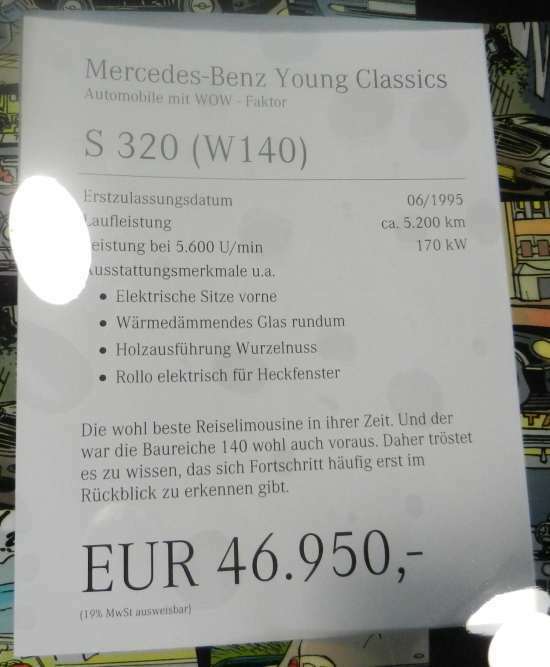 Mercedes-Benz Young Classics
Automobile mit WOW - Faktor
S 320 (W140)
Erstzulassungsdatum 06/1995
Laufleistung ca. 5.200 km
Leistung bei 5.600 U/min 170 kW
Ausstattungsmerkmale u.a.
• Elektrische Sitze vorne
• Wärmedämmendes Glas rundum
• Holzausführung Wurzelnuss
• Rollo elektrisch für Heckfenster
Die wohl beste Reiselimousine in ihrer Zeit. Und der
war die Baureiche 140 wohl auch voraus. Daher tröstet
es zu wissen, das sich Fortschritt häufig erst im
Rückblick zu erkennen gibt.
EUR 46.950,-
(19% MwSt ausweisbar)